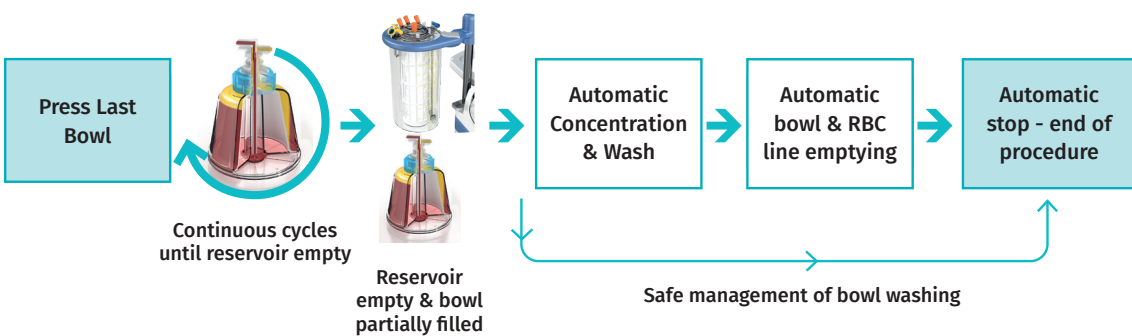 Press Last
Bowl
Continuous cycles
until reservoir empty
Reservoir
empty & bowl
partially filled
Automatic
Concentration
& Wash
Automatic
bowl & RBC
line emptying
Automatic
stop - end of
procedure
Safe management of bowl washing